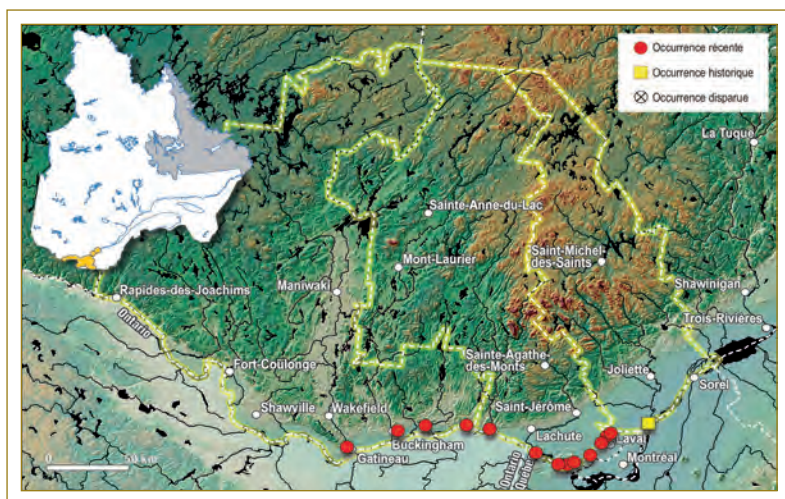 Occurrence récente
Occurrence historique
Occurrence disparue
La Tuque
Sainte-Anne-du-Lac
Saint-Michel-
des-Saints
Mont-Laurier
Maniwaki
Rapides-des-Joachims
Shawinigan
Trois-Rivières
Ontario
Fort-Coulonge
Sainte-Agathe-
des-Monts
Joliette
Sorel
Shawville
Wakefield
Saint-Jérôme
Lachute
Buckingham
Gatineau
Laval
Montréal
Ontario
Québec
0 50 km